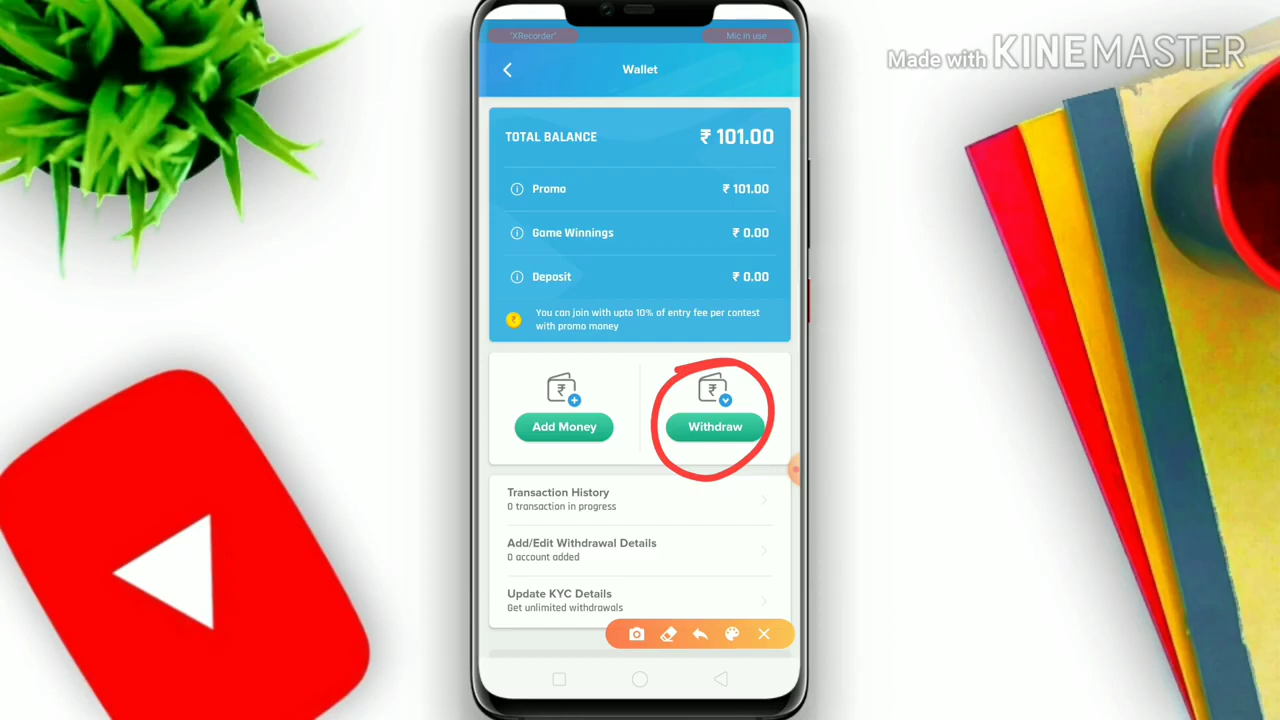 Made with KINEMASTER
"XRecorder"
Mic in use
Wallet
TOTAL BALANCE ₹ 101.00
Promo ₹ 101.00
Game Winnings ₹ 0.00
Deposit ₹ 0.00
You can join with upto 10% of entry fee per contest
with promo money
Add Money
Withdraw
Transaction History
0 transaction in progress
Add/Edit Withdrawal Details
0 account added
Update KYC Details
Get unlimited withdrawals